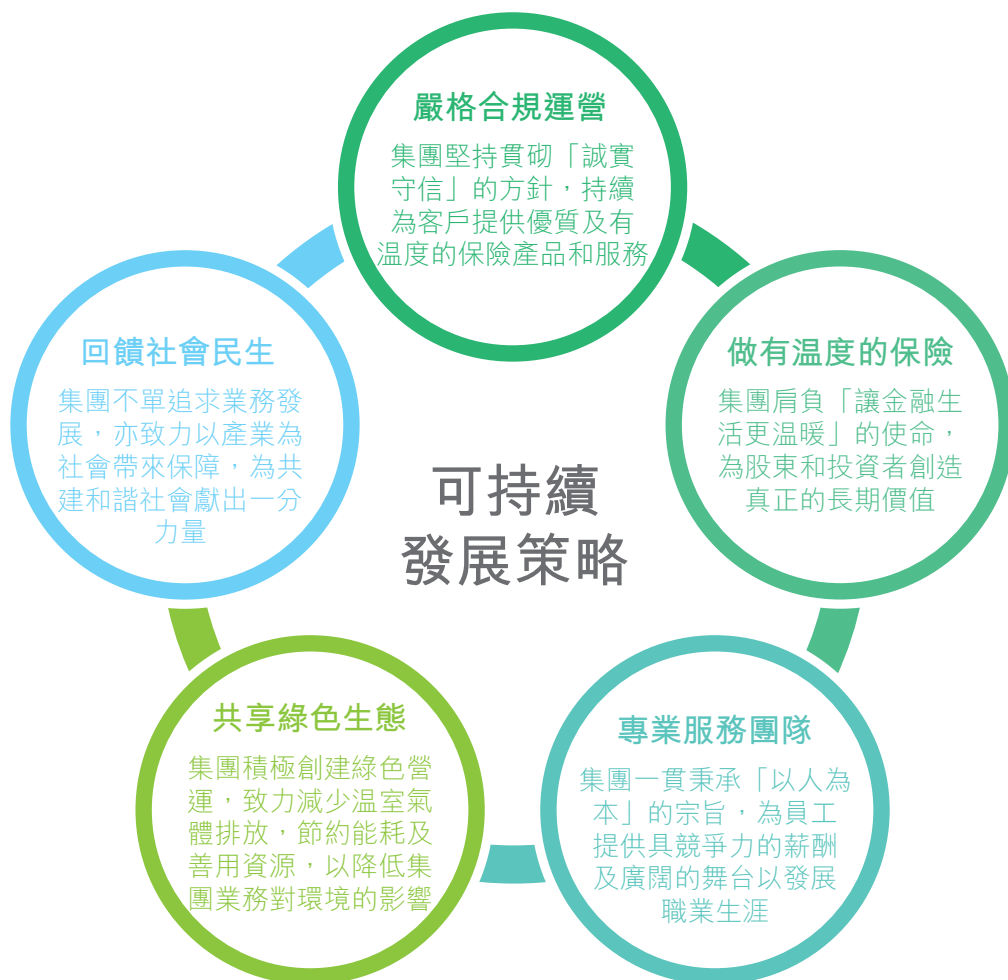 嚴格合規運營
集團堅持貫砌「誠實
守信」的方針，持續
為客戶提供優質及有
温度的保險產品和服務
做有温度的保險
集團肩負「讓金融生
活更温暖」的使命，
為股東和投資者創造
真正的長期價值
專業服務團隊
集團一貫秉承「以人為
本」的宗旨，為員工
提供具競爭力的薪酬
及廣闊的舞台以發展
職業生涯
共享綠色生態
集團積極創建綠色營
運，致力減少温室氣
體排放，節約能耗及
善用資源，以降低集
團業務對環境的影響
回饋社會民生
集團不單追求業務發
展，亦致力以產業為
社會帶來保障，為共
建和諧社會獻出一分
力量
可持續
發展策略